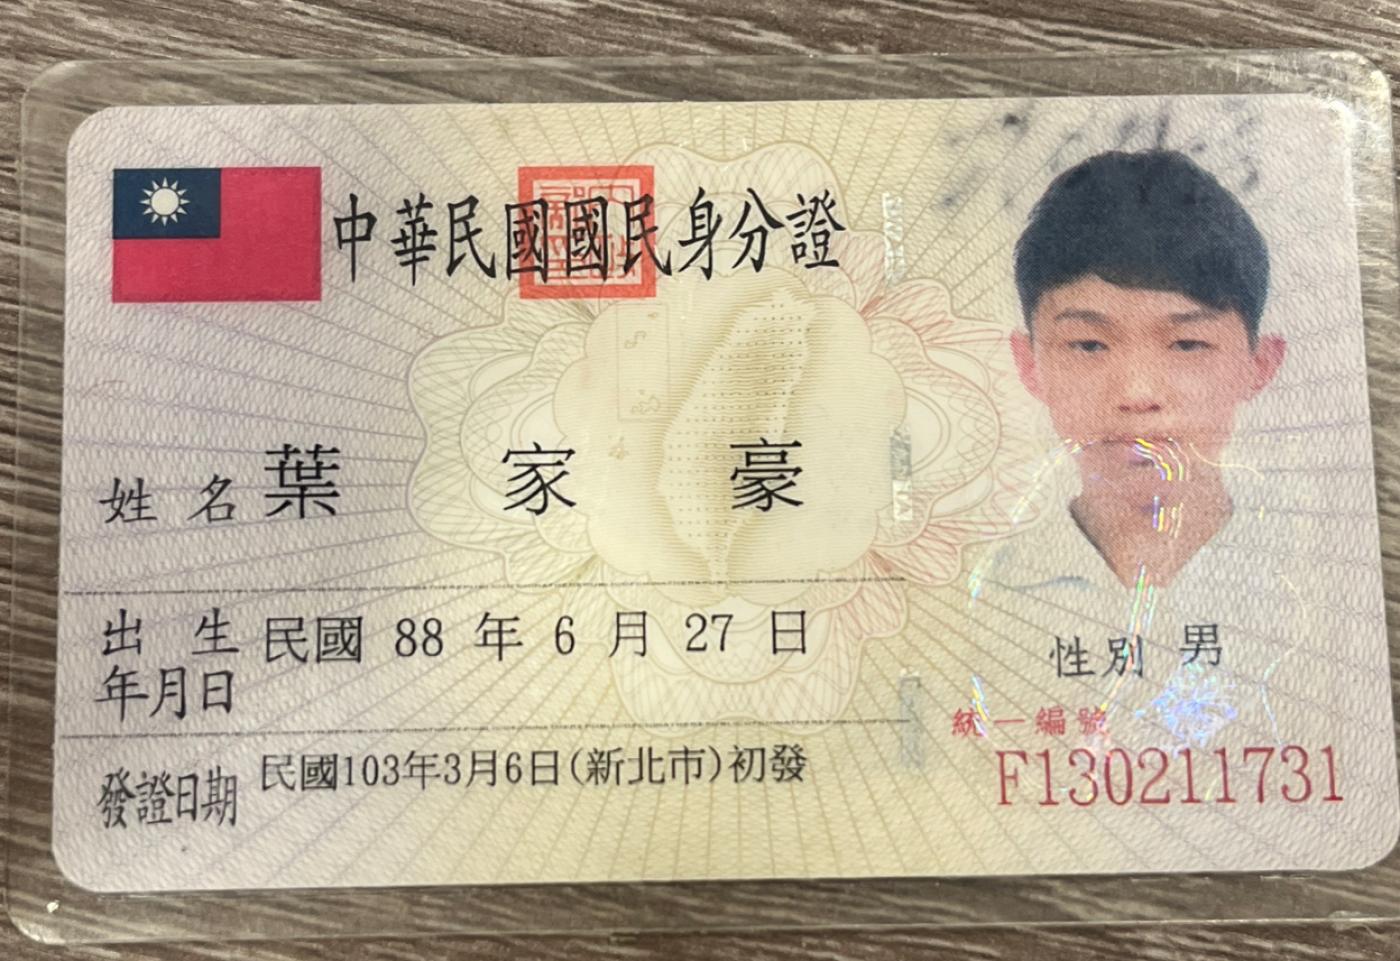 中華民國國民身分證
姓名 葉家豪
出生年月日 民國 88 年 6 月 27 日
性別 男
發證日期 民國103年3月6日(新北市)初發
統一編號
F130211731